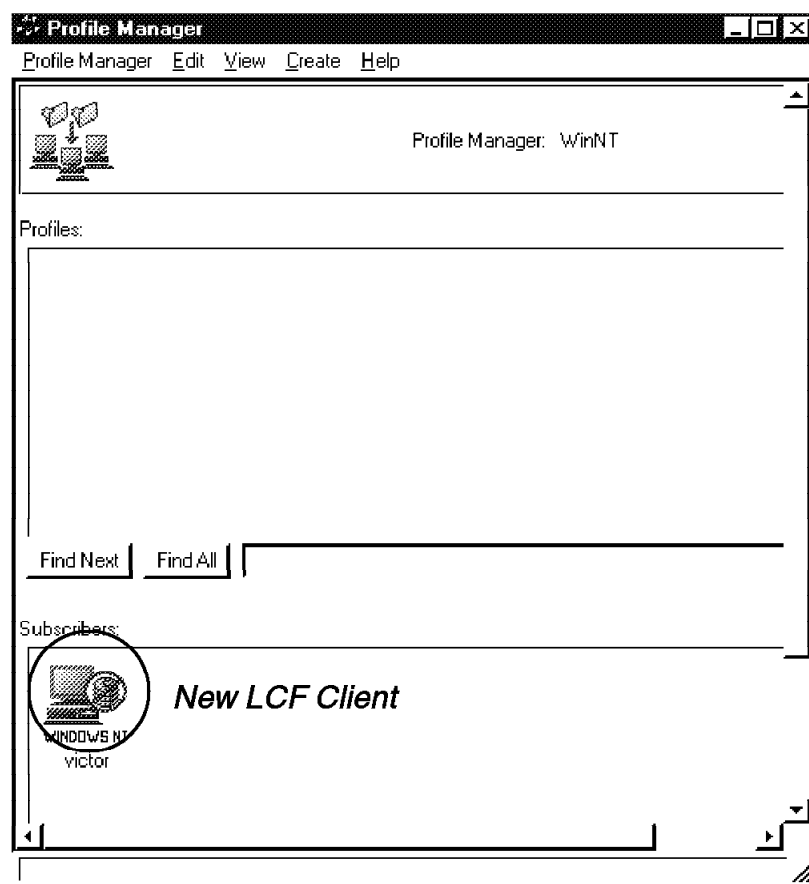 Profile Manager
Profile Manager Edit View Create Help
Profile Manager: WinNT
Profiles:
Find Next Find All
Subscribers:
New LCF Client
WINDOWS NT
victor